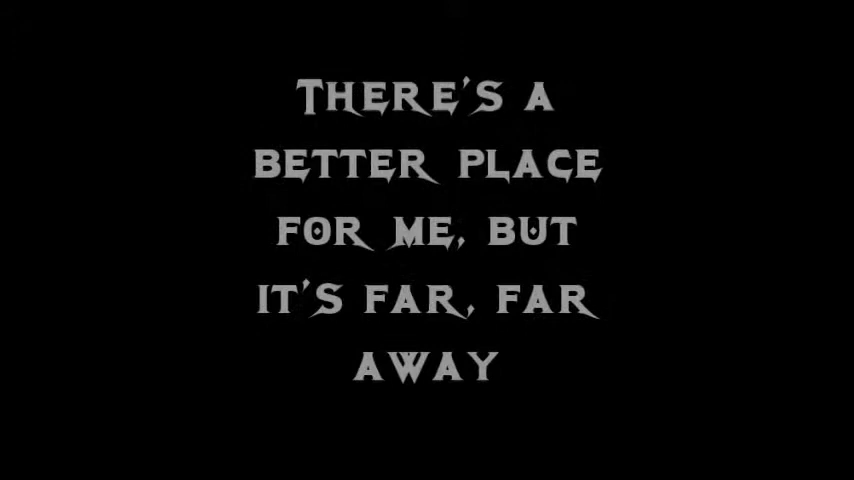 There's a
better place
for me, but
it's far, far
away